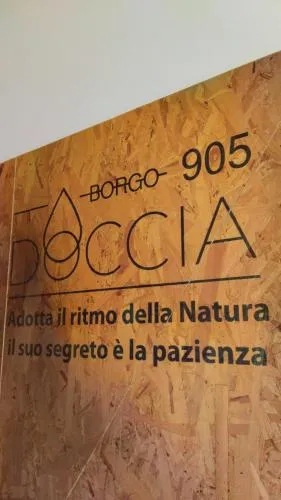 BORGO 905
DOCCIA
Adotta il ritmo della Natura
il suo segreto è la pazienza